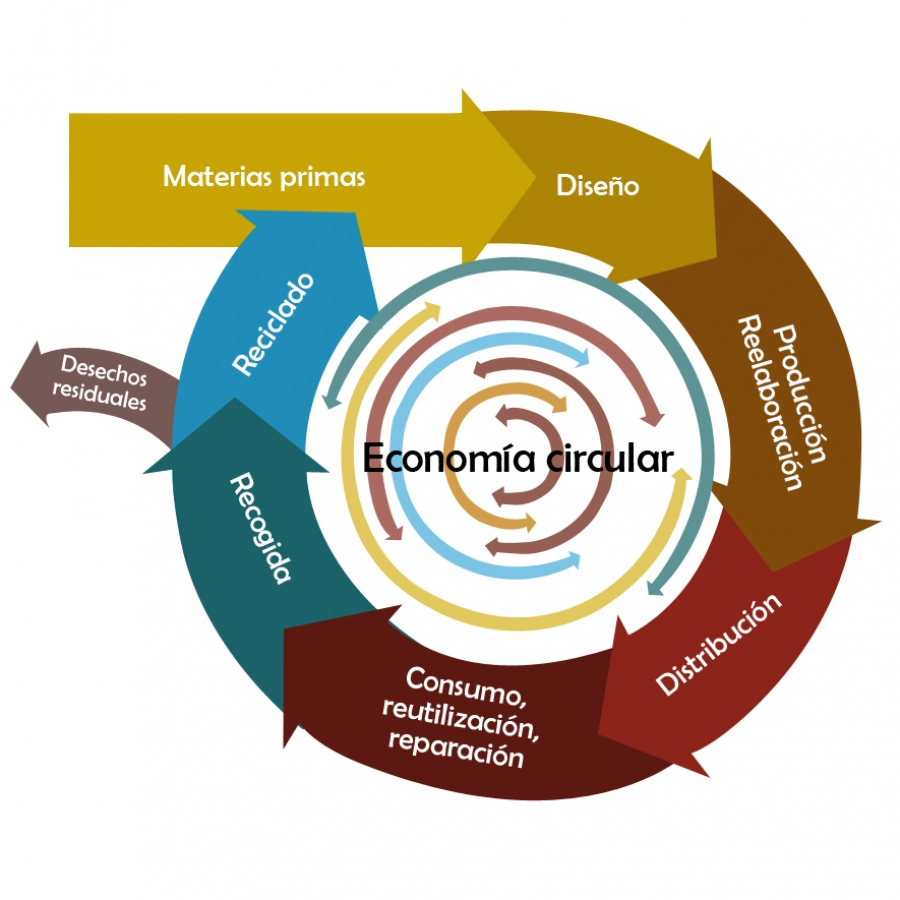 Materias primas
Diseño
Producción
Reelaboración
Distribución
Consumo,
reutilización,
reparación
Recogida
Reciclado
Desechos
residuales
Economía circular